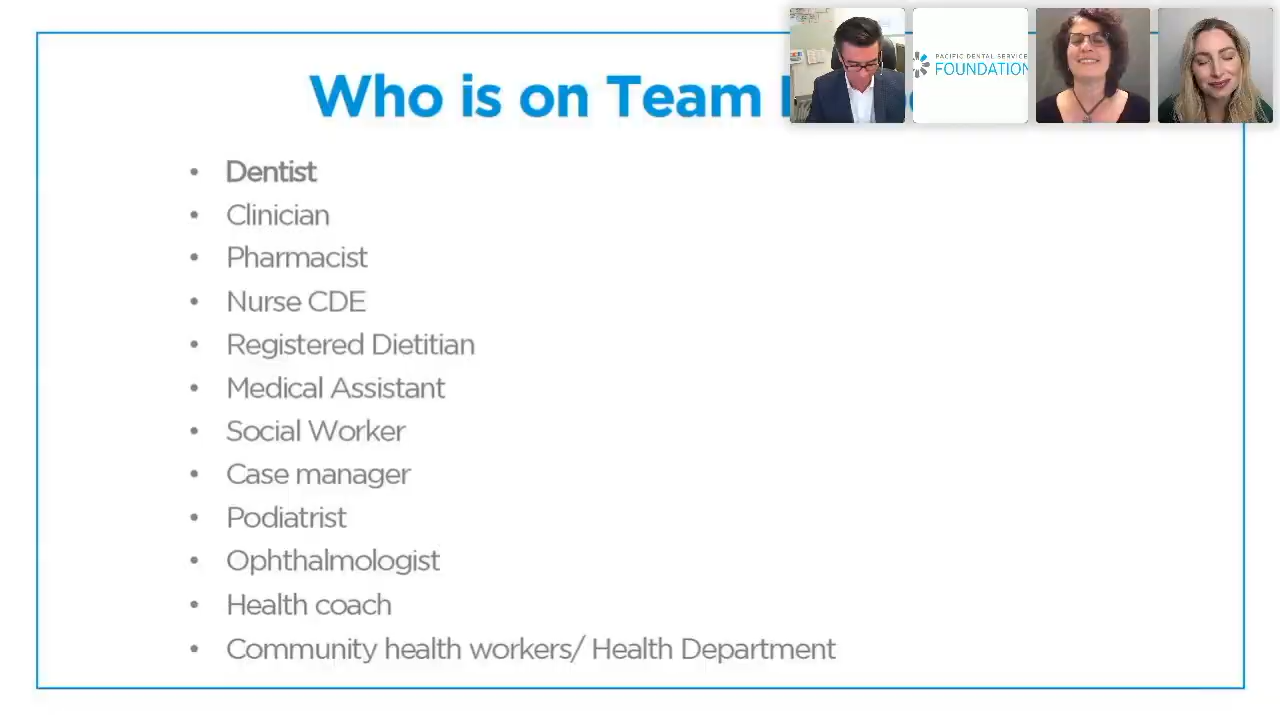 Who is on Team
PACIFIC DENTAL SERVICE
FOUNDATION
• Dentist
• Clinician
• Pharmacist
• Nurse CDE
• Registered Dietitian
• Medical Assistant
• Social Worker
• Case manager
• Podiatrist
• Ophthalmologist
• Health coach
• Community health workers/ Health Department